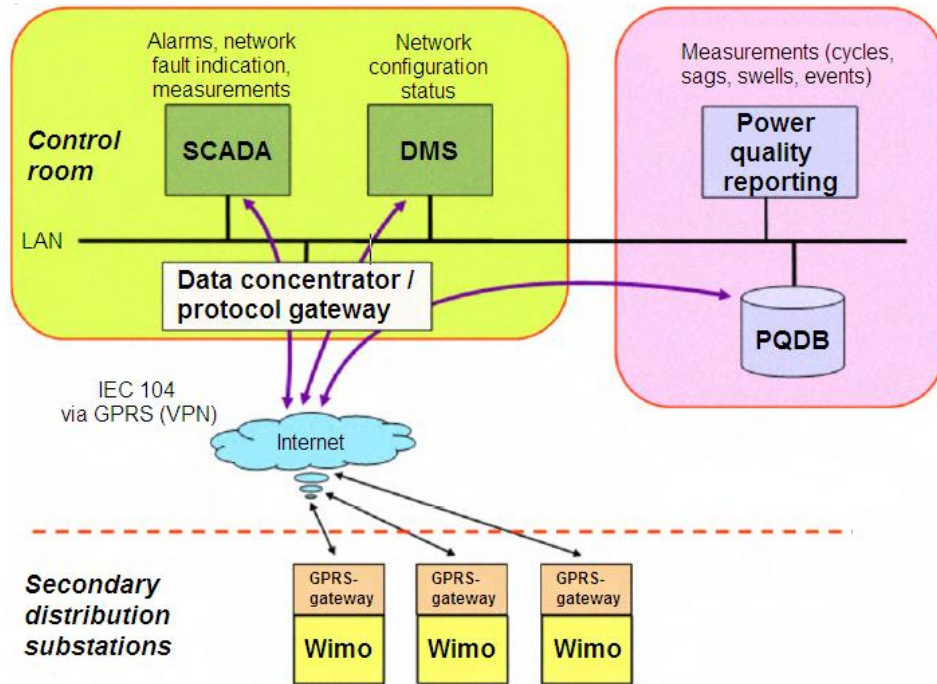 Alarms, network
fault indication,
measurements
Network
configuration
status
Measurements (cycles,
sags, swells, events)
Control
room
SCADA
DMS
Power
quality
reporting
LAN
Data concentrator /
protocol gateway
PQDB
IEC 104
via GPRS (VPN)
Internet
Secondary
distribution
substations
GPRS-
gateway
Wimo
GPRS-
gateway
Wimo
GPRS-
gateway
Wimo